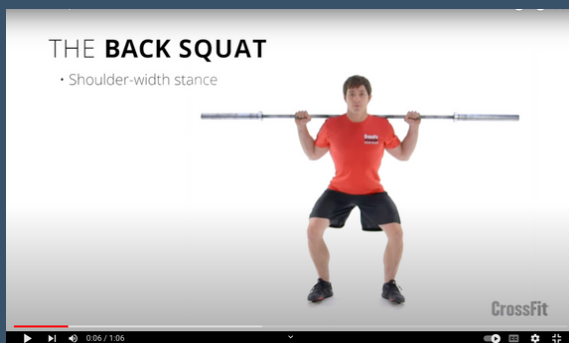 THE BACK SQUAT
• Shoulder-width stance
CrossFit
0:06 / 1:06